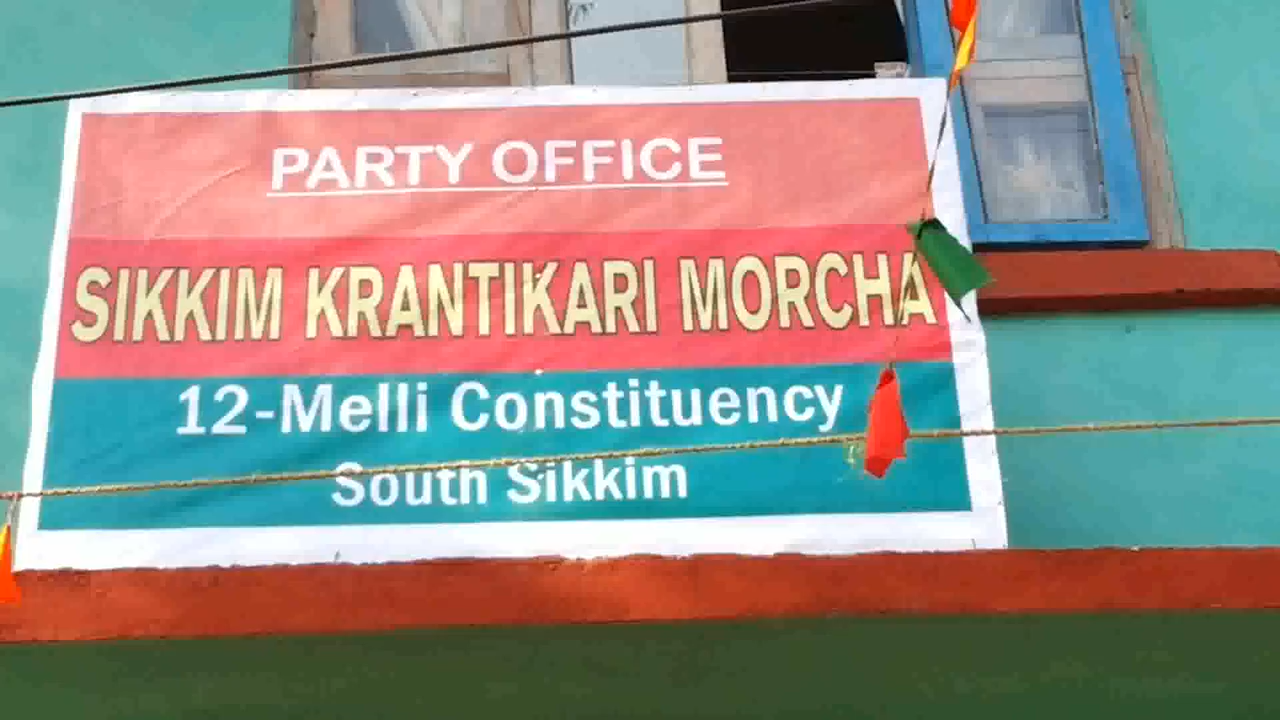 PARTY OFFICE
SIKKIM KRANTIKARI MORCHA
12-Melli Constituency
South Sikkim